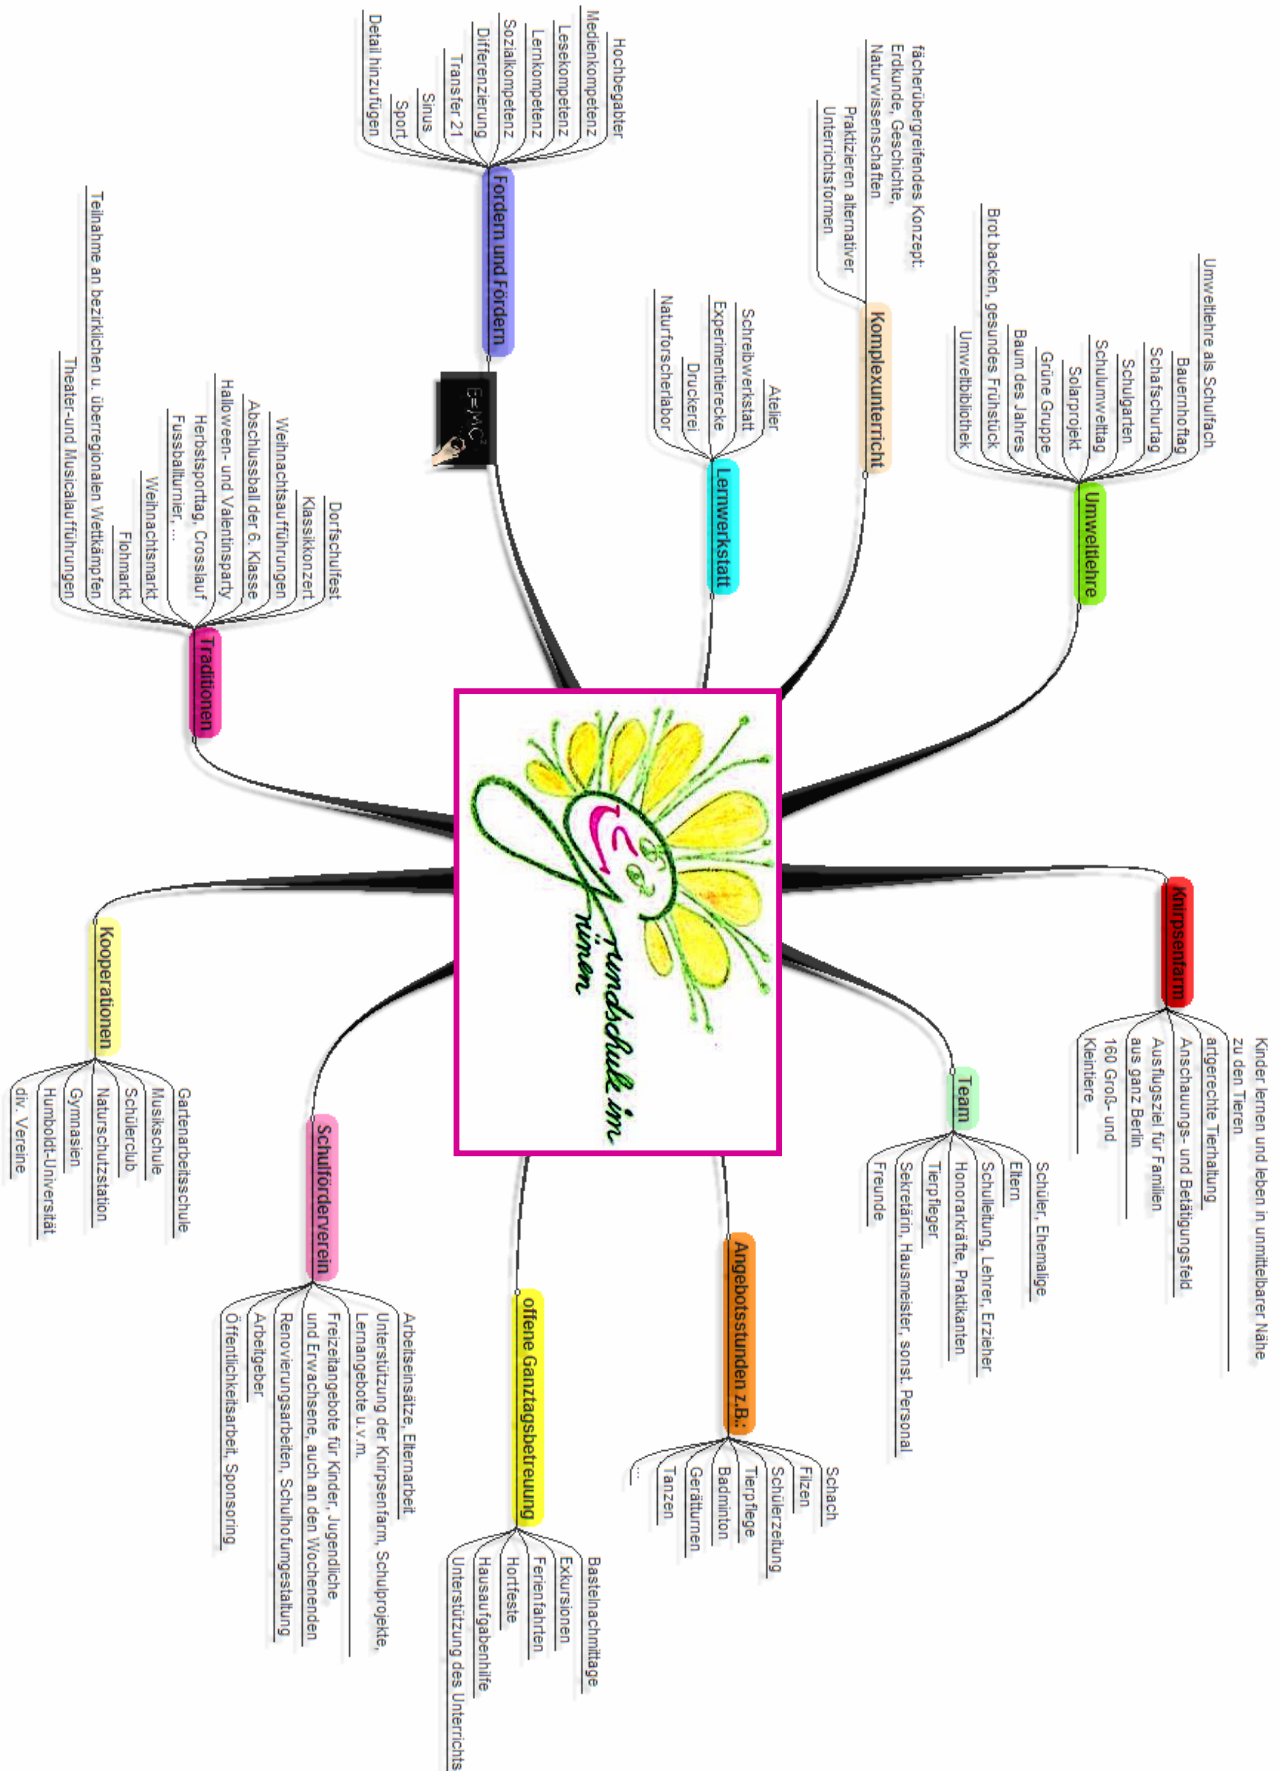 Umweltlehre
Umweltlehre als Schulfach
Bauernhoftag
Schafschurtag
Schulgarten
Schulumwelttag
Solarprojekt
Grüne Gruppe
Baum des Jahres
Brot backen, gesundes Frühstück
Umweltbibliothek
Komplexunterricht
fächerübergreifendes Konzept:
Erdkunde, Geschichte,
Naturwissenschaften
Praktizieren alternativer
Unterrichtsformen
Lernwerkstatt
Atelier
Schreibwerkstatt
Experimentierecke
Druckerei
Naturforscherlabor
Fordern und Fördern
Hochbegabter
Medienkompetenz
Lesekompetenz
Lernkompetenz
Sozialkompetenz
Differenzierung
Transfer 21
Sinus
Sport
Detail hinzufügen
E=MC²
Traditionen
Dorfschulfest
Klassikkonzert
Weihnachtsaufführungen
Abschlussball der 6. Klasse
Halloween- und Valentinsparty
Herbstsporttag, Crosslauf,
Fussballturnier, ...
Weihnachtsmarkt
Flohmarkt
Teilnahme an bezirklichen u. überregionalen Wettkämpfen
Theater-und Musicalaufführungen
Grundschule im
Grünen
Knirpsenfarm
Kinder lernen und leben in unmittelbarer Nähe
zu den Tieren
artgerechte Tierhaltung
Anschauungs- und Betätigungsfeld
Ausflugsziel für Familien
aus ganz Berlin
160 Groß- und
Kleintiere
Team
Schüler, Ehemalige
Eltern
Schulleitung, Lehrer, Erzieher
Honorarkräfte, Praktikanten
Tierpfleger
Sekretärin, Hausmeister, sonst. Personal
Freunde
Angebotsstunden z.B.:
Schach
Filzen
Schülerzeitung
Tierpflege
Badminton
Gerätturnen
Tanzen
...
offene Ganztagsbetreuung
Bastelnachmittage
Exkursionen
Ferienfahrten
Hortfeste
Hausaufgabenhilfe
Unterstützung des Unterrichts
Schulförderverein
Arbeitseinsätze, Elternarbeit
Unterstützung der Knirpsenfarm, Schulprojekte,
Lernangebote u.v.m.
Freizeitangebote für Kinder, Jugendliche
und Erwachsene, auch an den Wochenenden
Renovierungsarbeiten, Schulhofumgestaltung
Arbeitgeber
Öffentlichkeitsarbeit, Sponsoring
Kooperationen
Gartenarbeitsschule
Musikschule
Schülerclub
Naturschutzstation
Gymnasien
Humboldt-Universität
div. Vereine